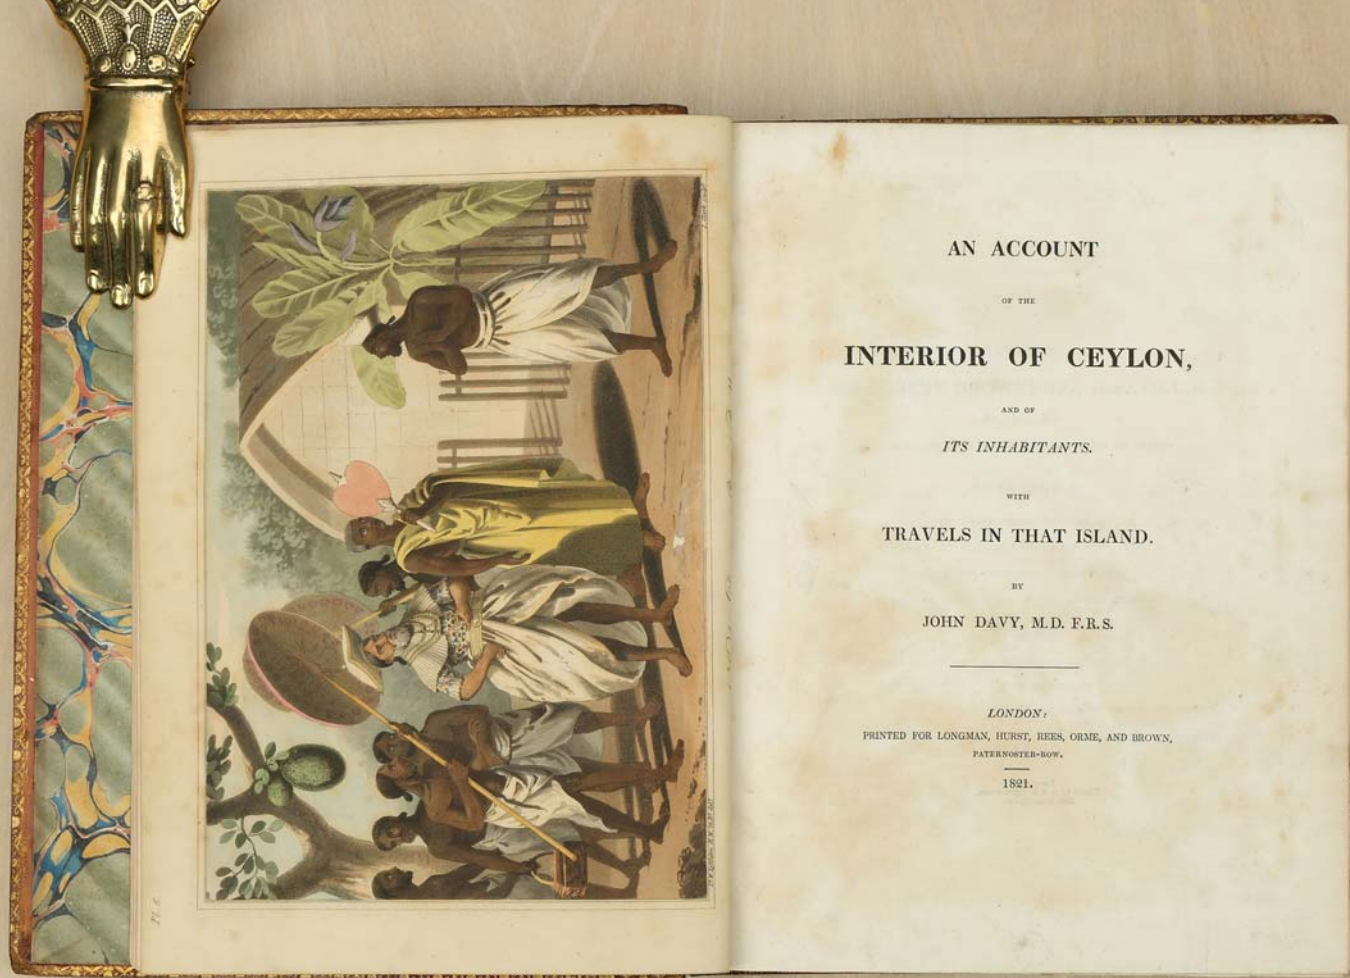 AN ACCOUNT
OF THE
INTERIOR OF CEYLON,
AND OF
ITS INHABITANTS.
WITH
TRAVELS IN THAT ISLAND.
BY
JOHN DAVY, M.D. F.R.S.
LONDON:
PRINTED FOR LONGMAN, HURST, REES, ORME, AND BROWN,
PATERNOSTER-ROW.
1821.